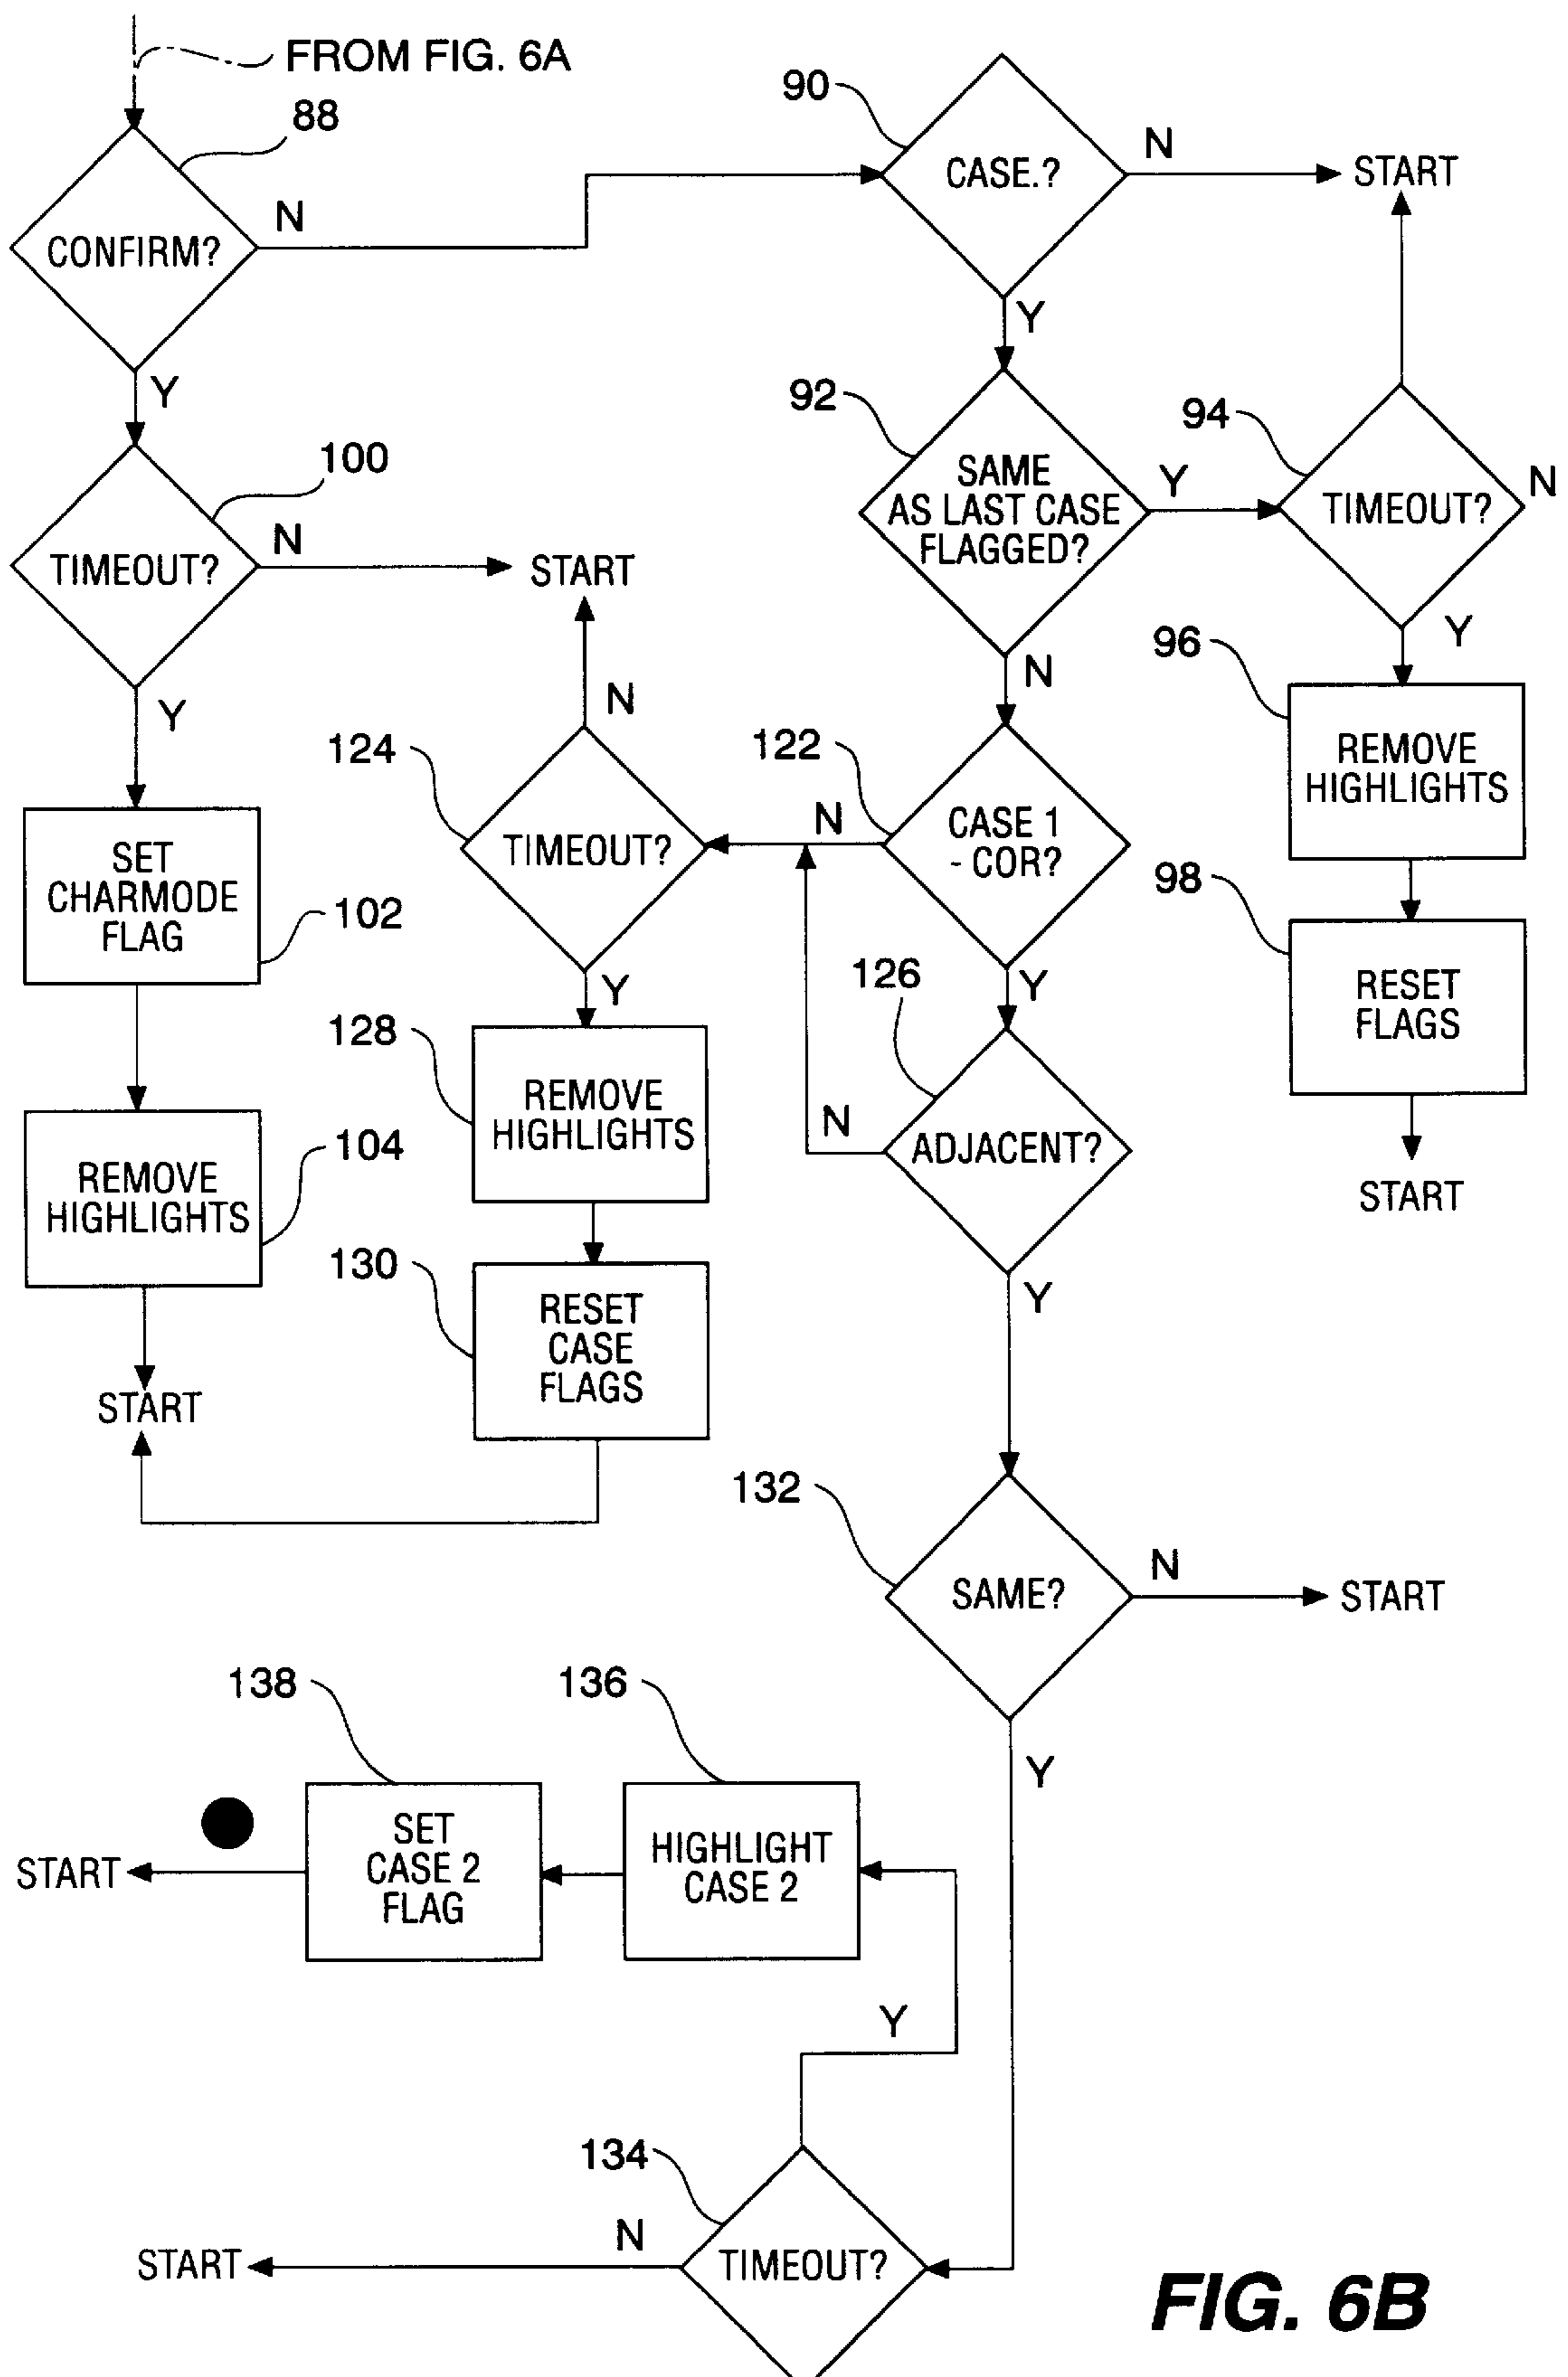 FROM FIG. 6A
88
CONFIRM?
N
Y
90
CASE.?
N
START
Y
92
SAME
AS LAST CASE
FLAGGED?
Y
N
94
TIMEOUT?
N
Y
96
REMOVE
HIGHLIGHTS
98
RESET
FLAGS
START
100
TIMEOUT?
N
START
Y
102
SET
CHARMODE
FLAG
104
REMOVE
HIGHLIGHTS
START
122
CASE 1
- COR?
N
Y
124
TIMEOUT?
N
Y
126
ADJACENT?
N
Y
128
REMOVE
HIGHLIGHTS
130
RESET
CASE
FLAGS
132
SAME?
N
START
Y
138
SET
CASE 2
FLAG
START
136
HIGHLIGHT
CASE 2
Y
134
TIMEOUT?
N
START
FIG. 6B